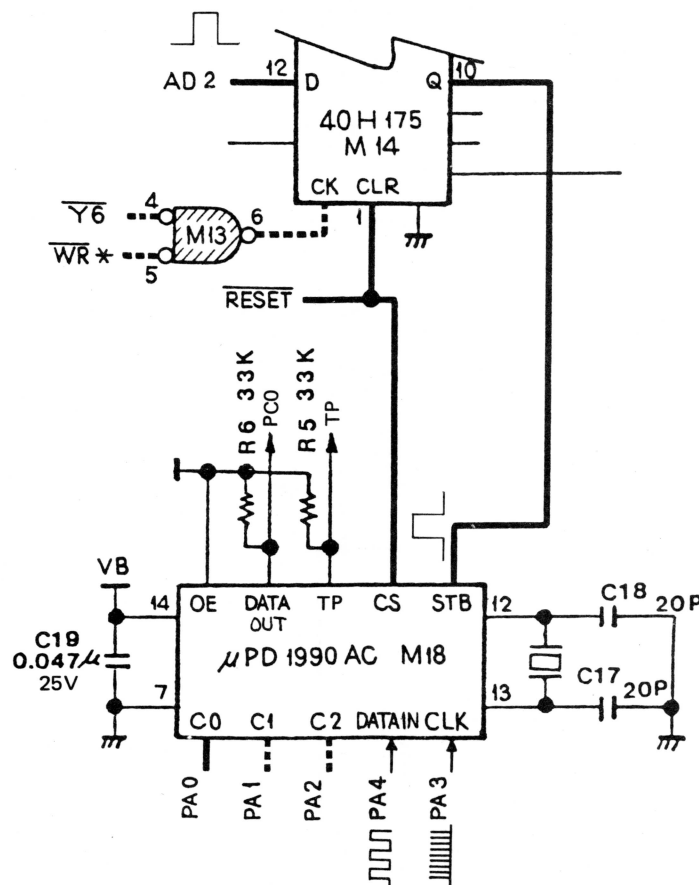 12
10
AD 2
D
Q
40 H 175
M 14
CK CLR
Y6
4
6
1
M13
WR *
5
RESET
R6 33K
PC0
R5 33K
TP
VB
14
OE
DATA
OUT
TP
CS
STB
12
C18
20P
C19
0.047μ
25V
μPD 1990 AC M18
C17
20P
7
13
C0
C1
C2
DATAIN
CLK
PA0
PA1
PA2
PA4
PA3